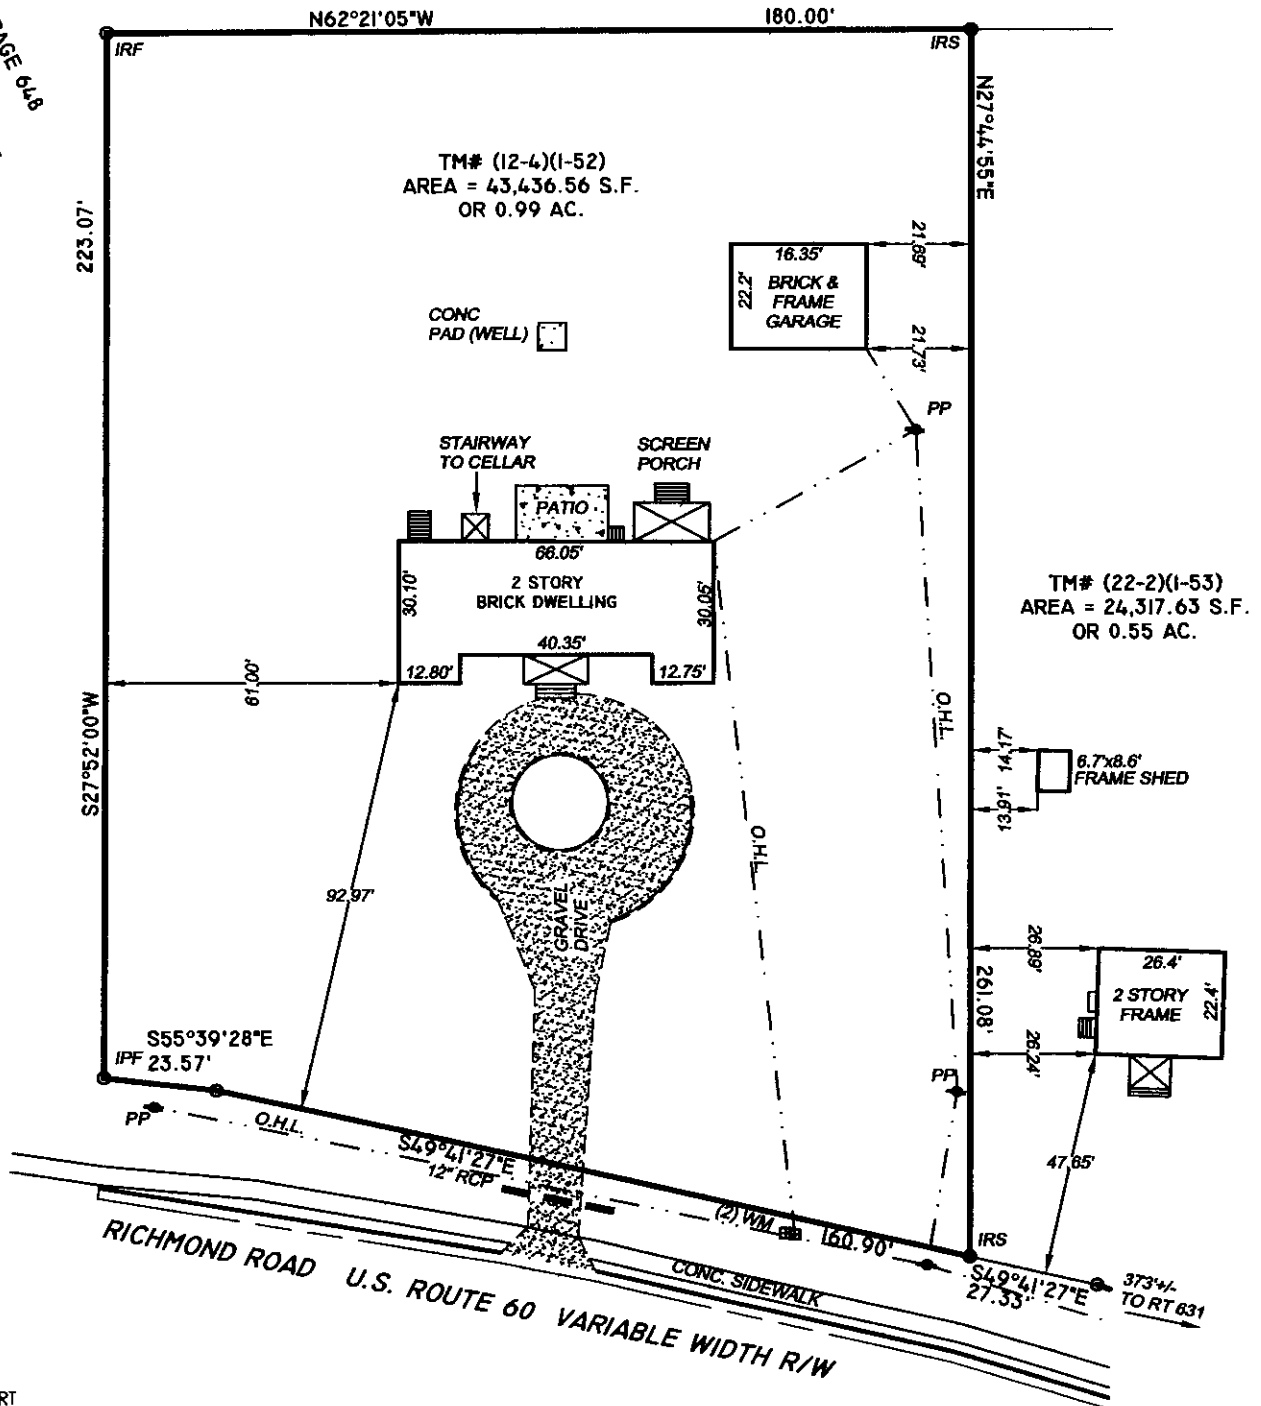 N62°21'05"W 180.00'
PAGE 648
IRF
IRS
N27°44'55"E
TM# (12-4)(1-52)
AREA = 43,436.56 S.F.
OR 0.99 AC.
223.07'
21.89'
16.35'
22.2'
BRICK &
FRAME
GARAGE
CONC
PAD (WELL)
21.73'
PP
STAIRWAY
TO CELLAR
SCREEN
PORCH
PATIO
66.05'
30.10'
2 STORY
BRICK DWELLING
30.05'
TM# (22-2)(1-53)
AREA = 24,317.63 S.F.
OR 0.55 AC.
40.35'
12.80'
12.75'
61.00'
S27°52'00"W
O.H.L.
14.17'
6.7'x8.6'
FRAME SHED
13.91'
O.H.L.
92.97'
GRAVEL
DRIVE
26.89'
26.4'
261.08'
2 STORY
FRAME
22.4'
26.24'
S55°39'28"E
IPF 23.57'
PP
PP
O.H.L.
S49°41'27"E
12" RCP
47.65'
(2) WM
160.90'
IRS
RICHMOND ROAD U.S. ROUTE 60 VARIABLE WIDTH R/W
CONC. SIDEWALK
S49°41'27"E
27.33'
373'+/-
TO RT 631
RT